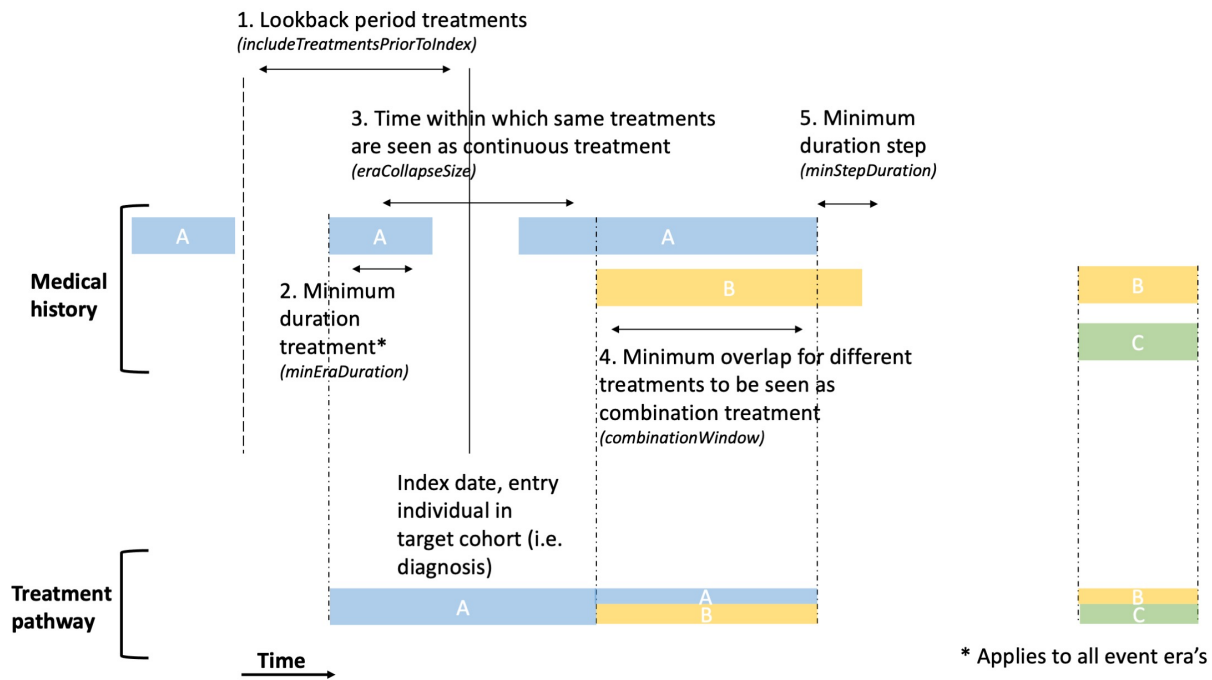 1. Lookback period treatments
(includeTreatmentsPriorToIndex)
3. Time within which same treatments
are seen as continuous treatment
(eraCollapseSize)
5. Minimum
duration step
(minStepDuration)
Medical
history
A
A
A
B
B
C
2. Minimum
duration
treatment*
(minEraDuration)
4. Minimum overlap for different
treatments to be seen as
combination treatment
(combinationWindow)
Index date, entry
individual in
target cohort (i.e.
diagnosis)
Treatment
pathway
A
A
B
B
C
Time
* Applies to all event era's